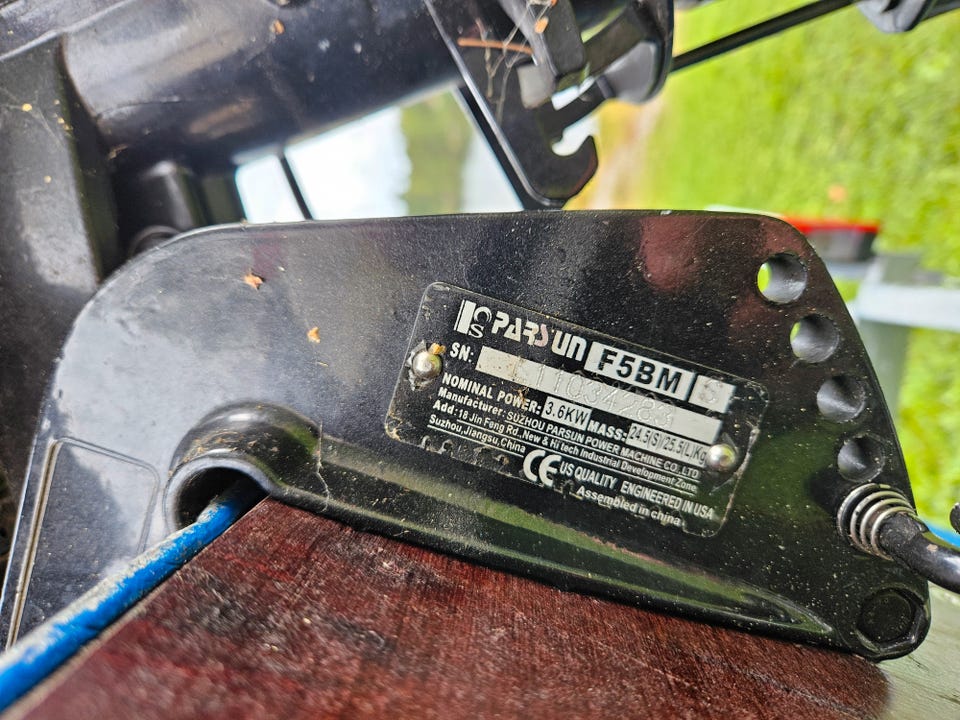 PARSUN F5BM S
SN: 11034283
NOMINAL POWER: 3.6KW MASS: 24.5(S)/25.5(L)Kg
Manufacturer: SUZHOU PARSUN POWER MACHINE CO.,LTD
Add: 18 Jin Feng Rd.,New & Hi tech Industrial Development Zone
Suzhou,Jiangsu,China
CE US QUALITY ENGINEERED IN USA
Assembled in china